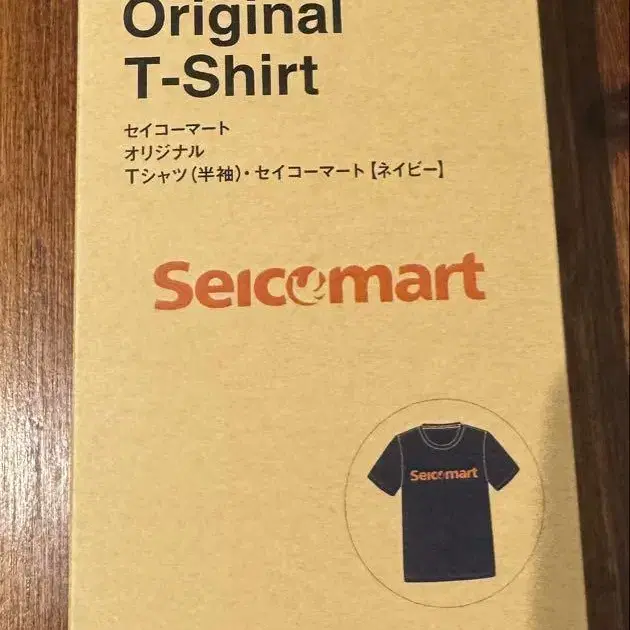 Original
T-Shirt
セイコーマート
オリジナル
Tシャツ(半袖)・セイコーマート【ネイビー】
Seicomart
Seicomart